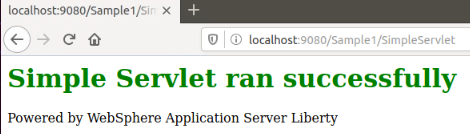 localhost:9080/Sample1/Sim
localhost:9080/Sample1/SimpleServlet
Simple Servlet ran successfully
Powered by WebSphere Application Server Liberty